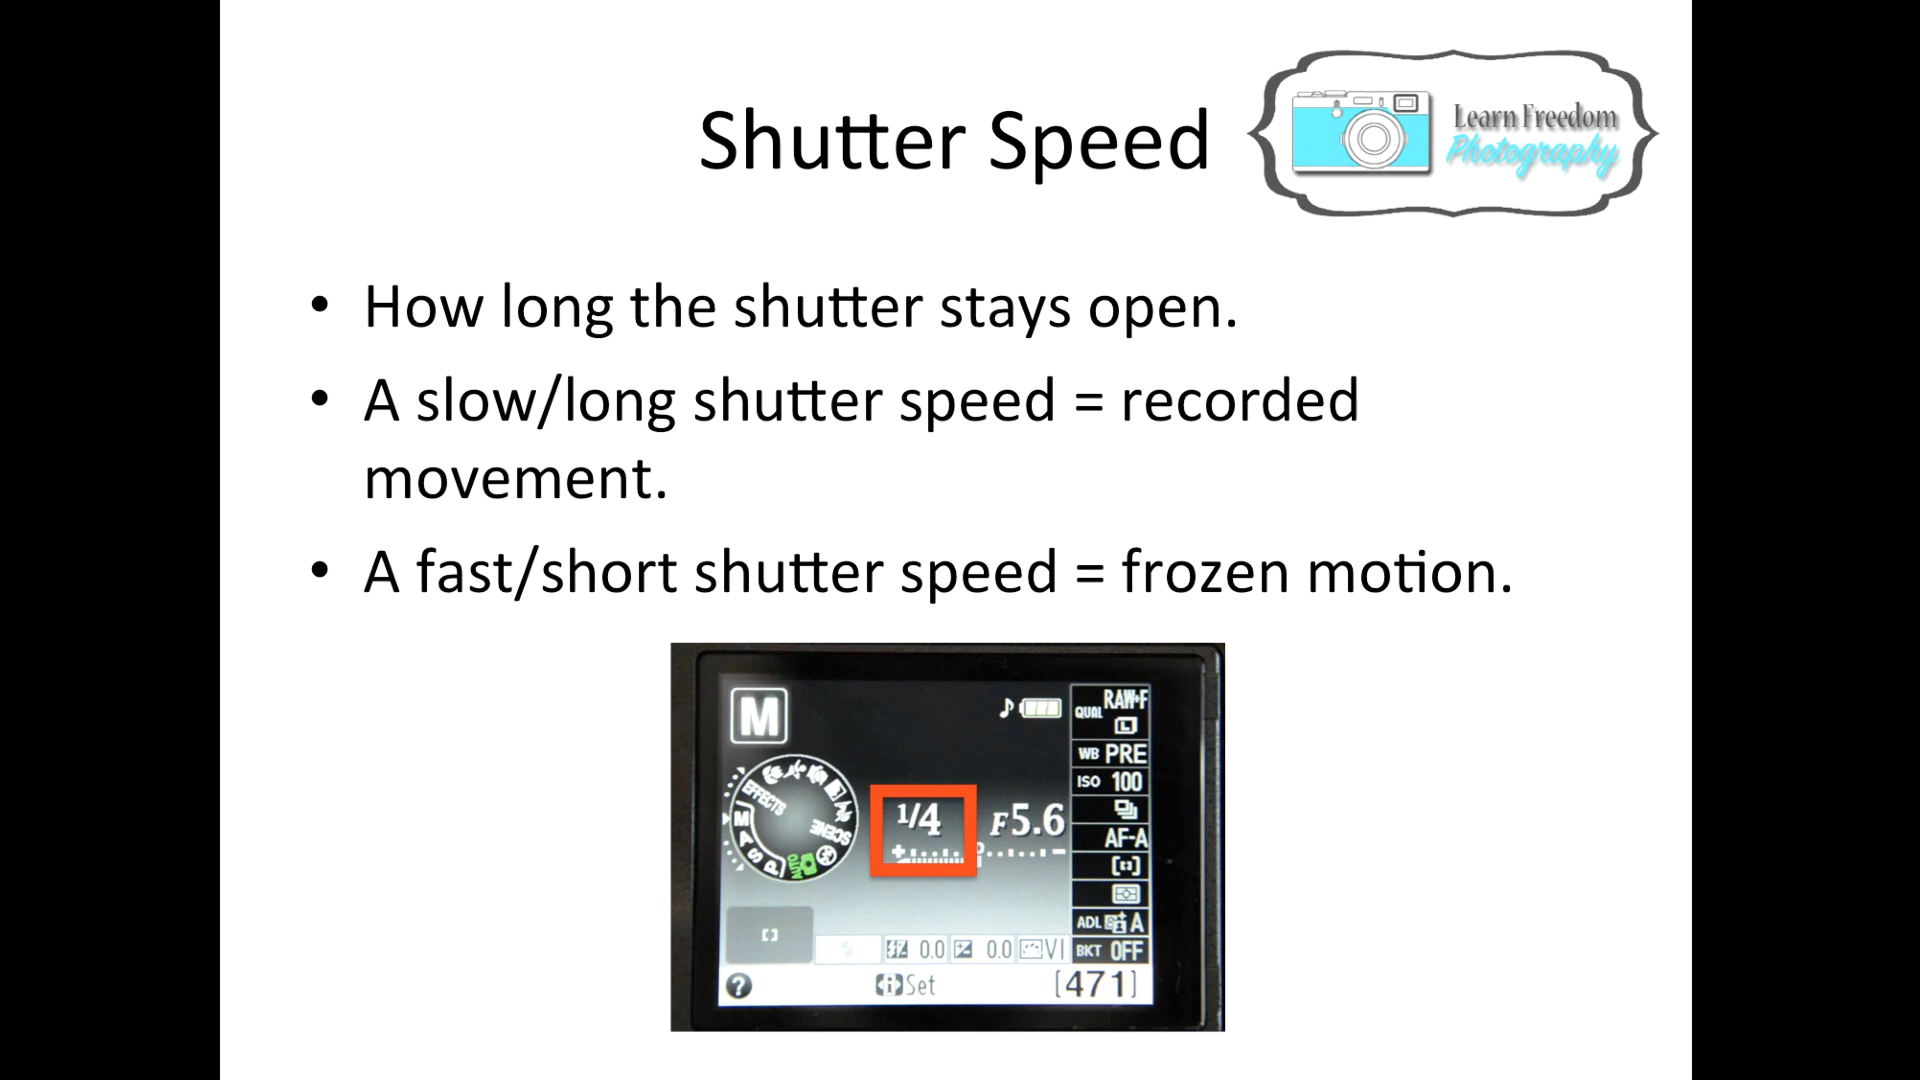 Shutter Speed
Learn Freedom
Photography
• How long the shutter stays open.
• A slow/long shutter speed = recorded
movement.
• A fast/short shutter speed = frozen motion.
M
RAW+F
QUAL
L
WB PRE
ISO 100
EFFECTS
SCENE
M
A
S
P
AUTO
1/4
F5.6
AF-A
ADL A
BKT OFF
0.0
0.0
VI
? i Set [471]